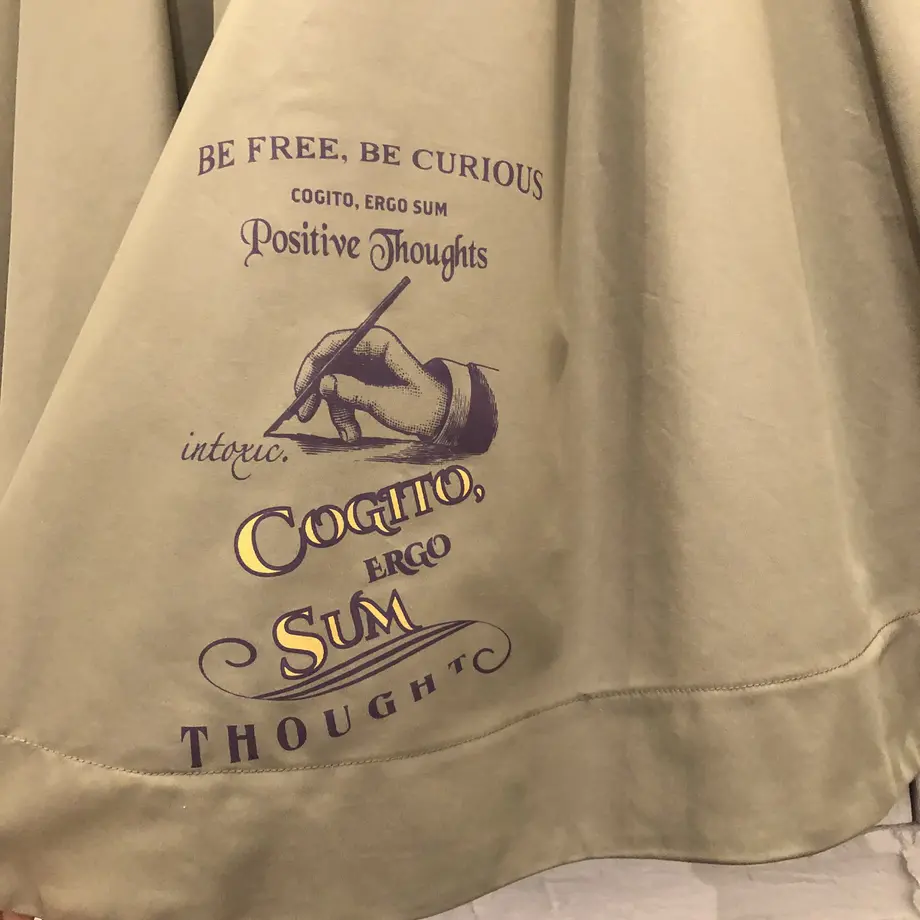 BE FREE, BE CURIOUS
COGITO, ERGO SUM
Positive Thoughts
intoxic.
COGITO,
ERGO
SUM
THOUGHT